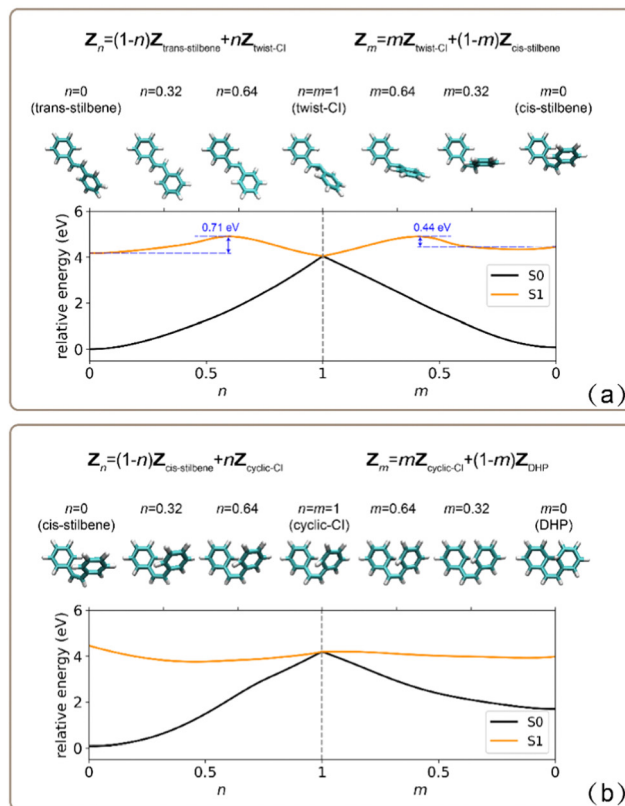 Zn=(1-n)Ztrans-stilbene+nZtwist-CI Zm=mZtwist-CI+(1-m)Zcis-stilbene
n=0 n=0.32 n=0.64 n=m=1 m=0.64 m=0.32 m=0
(trans-stilbene) (twist-CI) (cis-stilbene)
0.71 eV 0.44 eV
relative energy (eV)
6
4
2
0
S0
S1
0 0.5 1 0.5 0
n m
(a)
Zn=(1-n)Zcis-stilbene+nZcyclic-CI Zm=mZcyclic-CI+(1-m)ZDHP
n=0 n=0.32 n=0.64 n=m=1 m=0.64 m=0.32 m=0
(cis-stilbene) (cyclic-CI) (DHP)
relative energy (eV)
6
4
2
0
S0
S1
0 0.5 1 0.5 0
n m
(b)